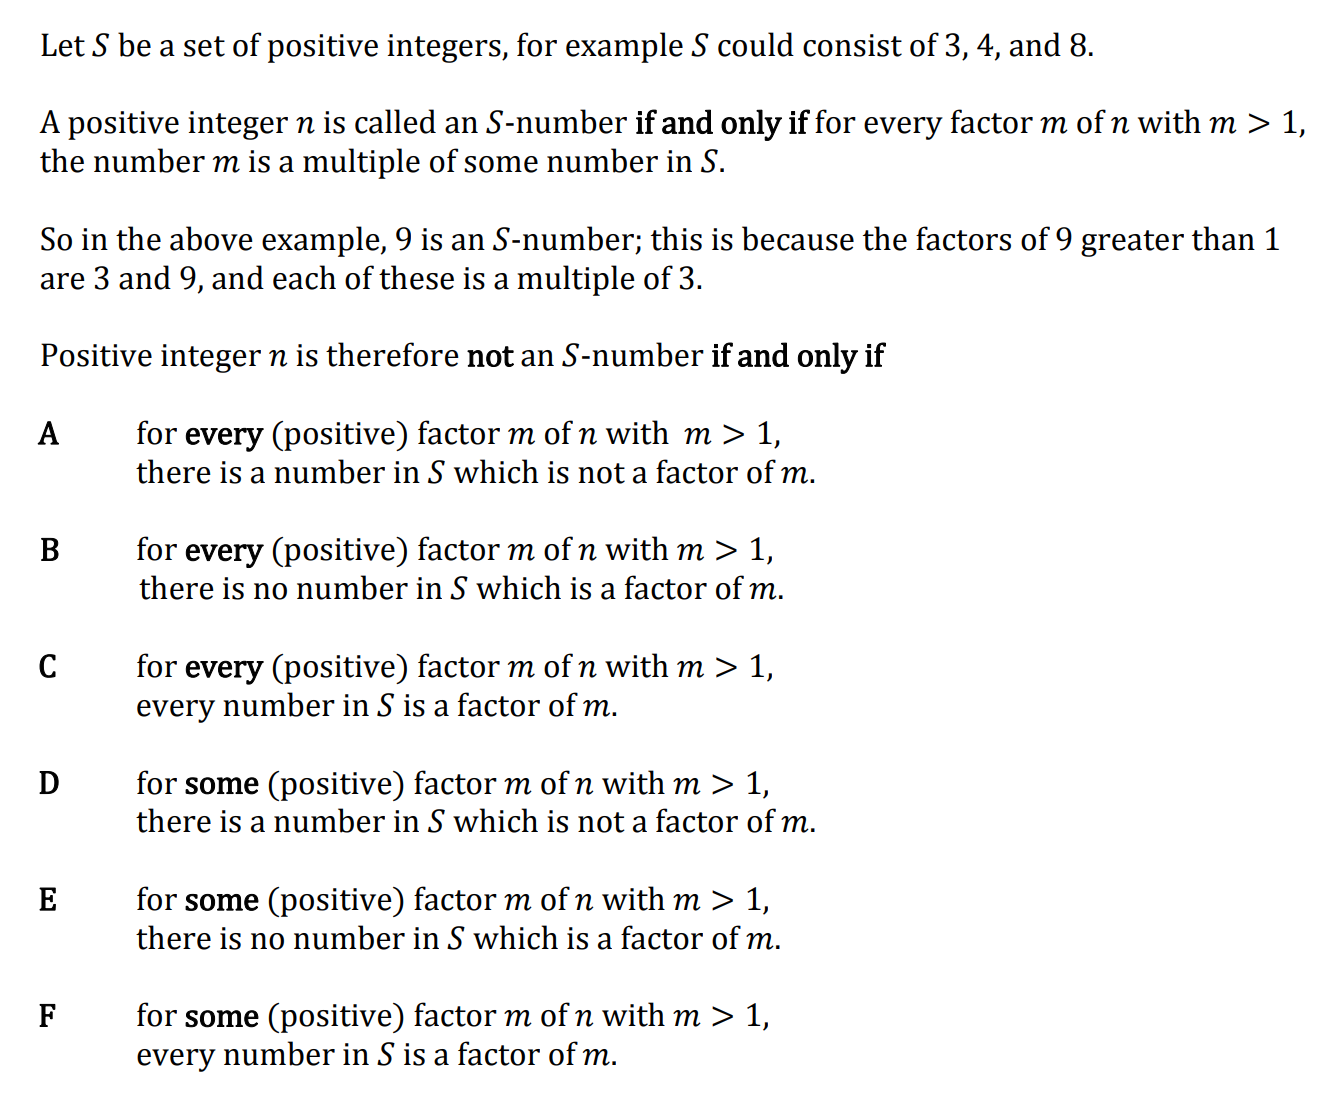 Let S be a set of positive integers, for example S could consist of 3, 4, and 8.
A positive integer n is called an S-number if and only if for every factor m of n with m > 1,
the number m is a multiple of some number in S.
So in the above example, 9 is an S-number; this is because the factors of 9 greater than 1
are 3 and 9, and each of these is a multiple of 3.
Positive integer n is therefore not an S-number if and only if
A for every (positive) factor m of n with m > 1,
there is a number in S which is not a factor of m.
B for every (positive) factor m of n with m > 1,
there is no number in S which is a factor of m.
C for every (positive) factor m of n with m > 1,
every number in S is a factor of m.
D for some (positive) factor m of n with m > 1,
there is a number in S which is not a factor of m.
E for some (positive) factor m of n with m > 1,
there is no number in S which is a factor of m.
F for some (positive) factor m of n with m > 1,
every number in S is a factor of m.